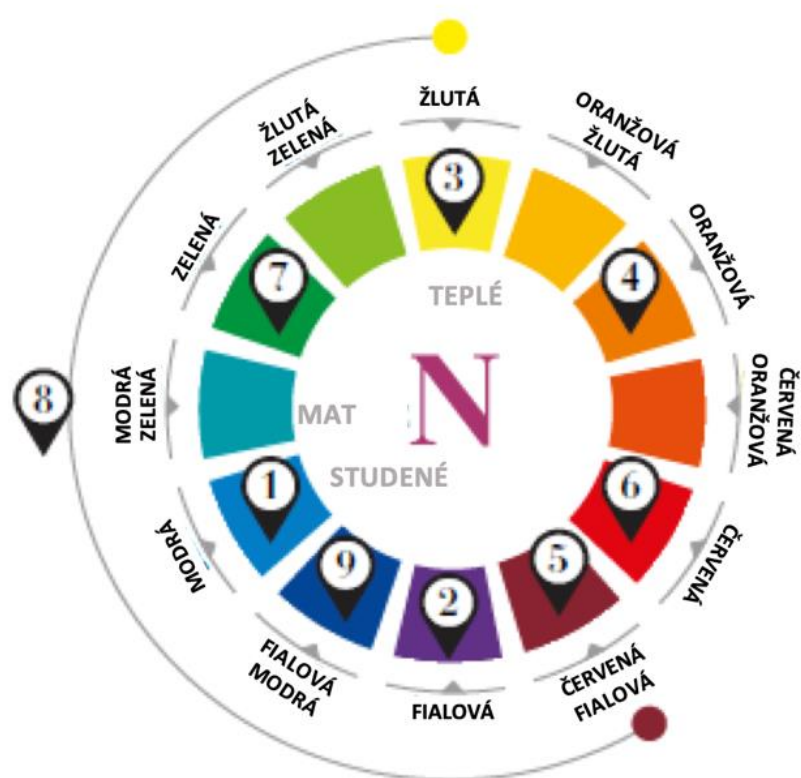 ŽLUTÁ
ORANŽOVÁ
ŽLUTÁ
ORANŽOVÁ
ČERVENÁ
ORANŽOVÁ
ČERVENÁ
ČERVENÁ
FIALOVÁ
FIALOVÁ
FIALOVÁ
MODRÁ
MODRÁ
MODRÁ
ZELENÁ
ZELENÁ
ŽLUTÁ
ZELENÁ
3
4
6
5
2
9
1
7
8
TEPLÉ
N
MAT
STUDENÉ